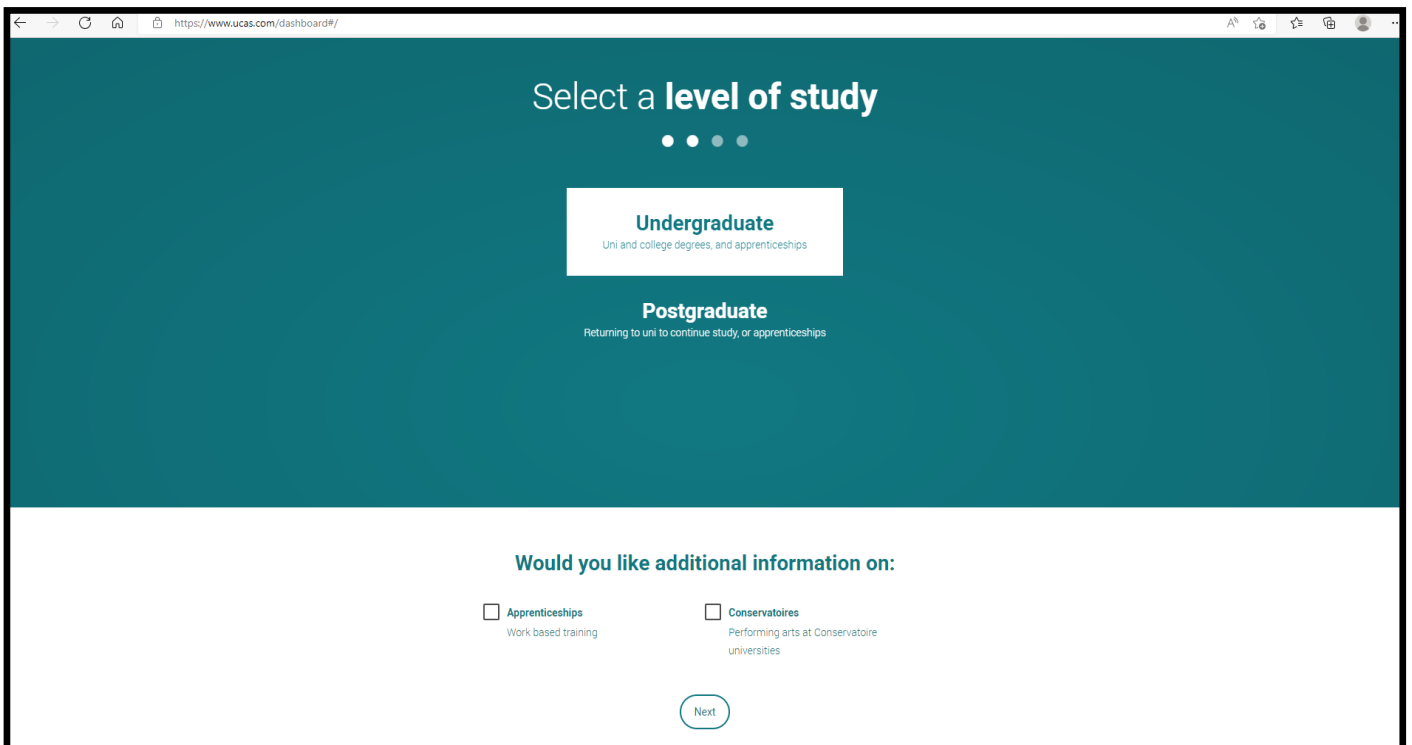 https://www.ucas.com/dashboard#/
Select a level of study
Undergraduate
Uni and college degrees, and apprenticeships
Postgraduate
Returning to uni to continue study, or apprenticeships
Would you like additional information on:
Apprenticeships
Work based training
Conservatoires
Performing arts at Conservatoire
universities
Next